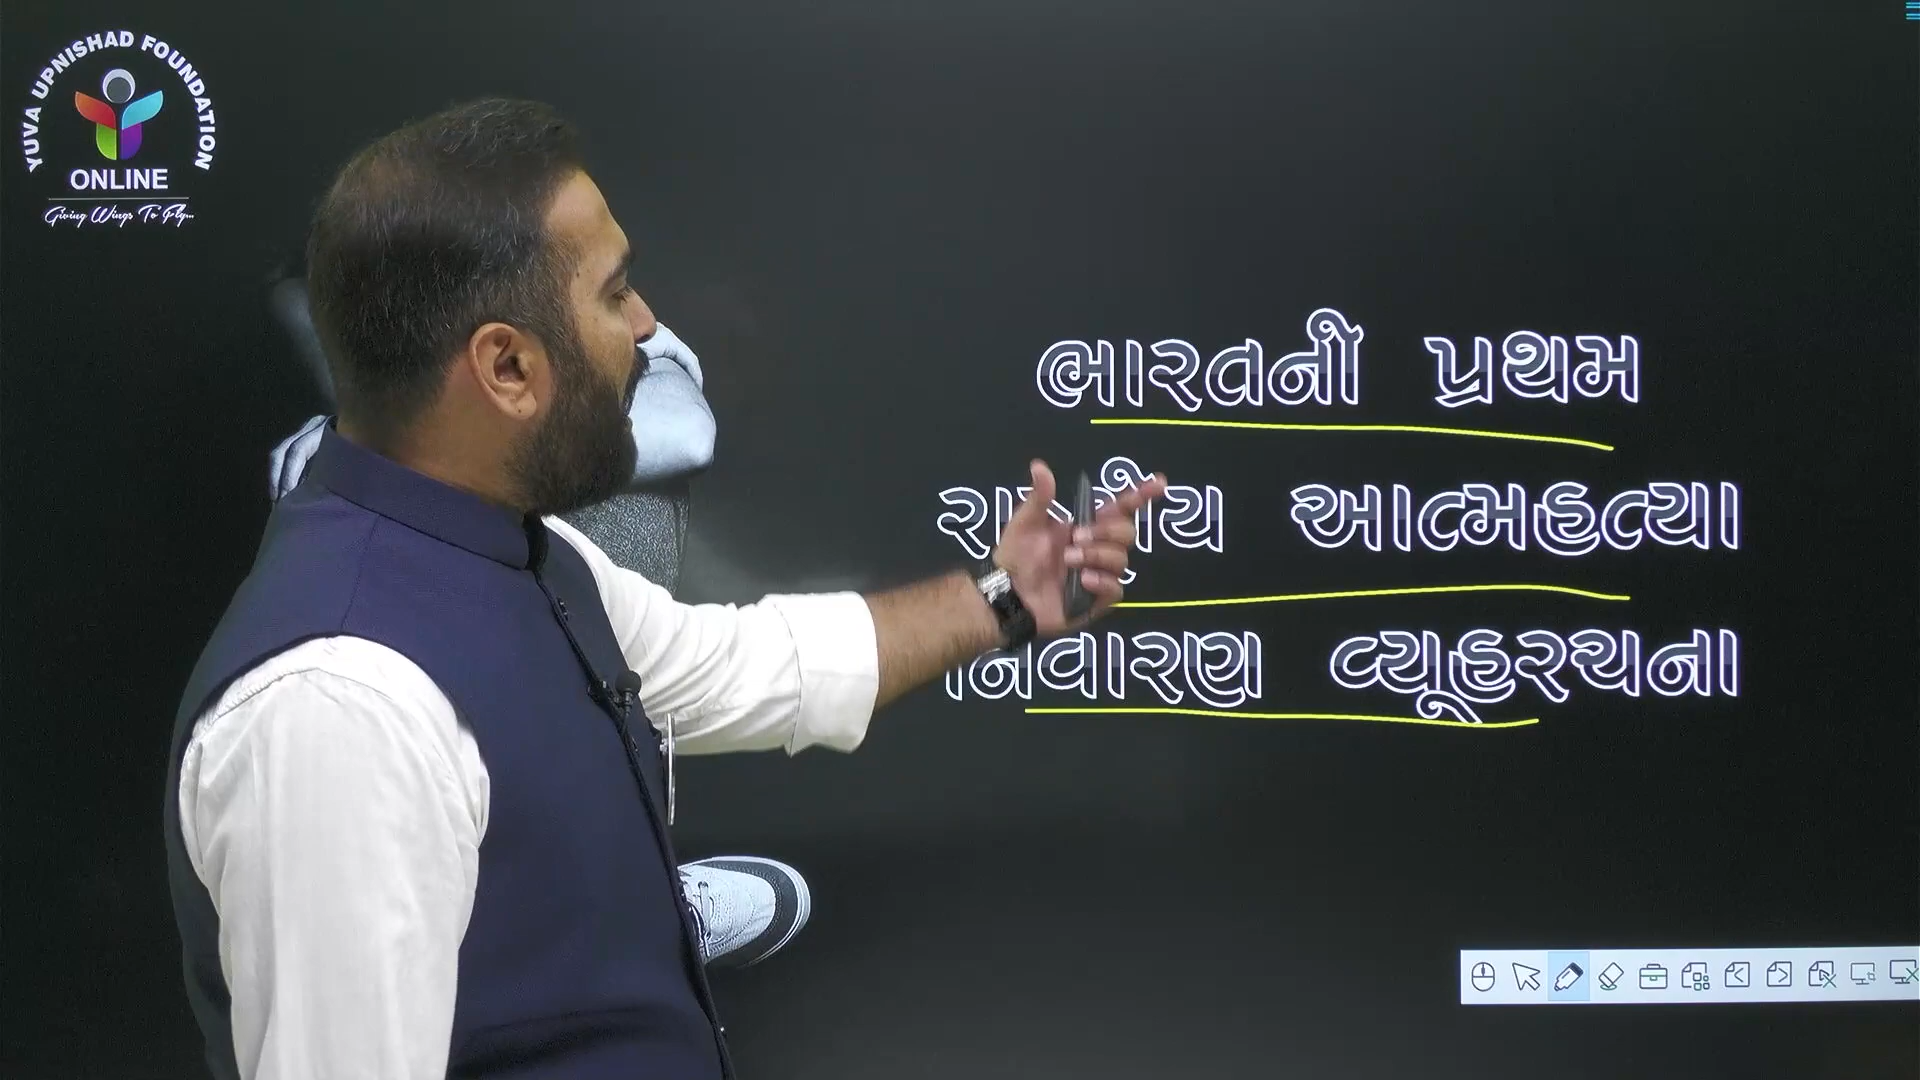 YUVA UPNISHAD FOUNDATION
ONLINE
Giving Wings To Fly...
ભારતની પ્રથમ
આત્મહત્યા
નિવારણ વ્યૂહરચના